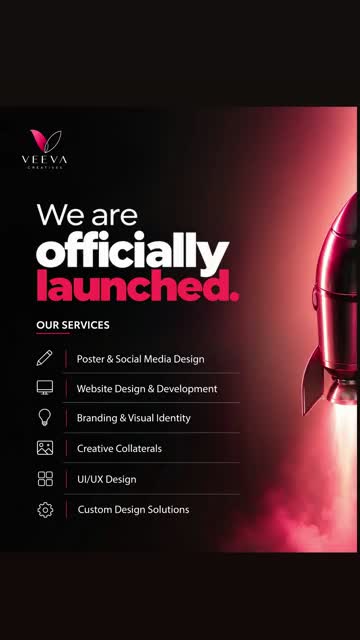 VEEVA
CREATIVES
We are
officially
launched.
OUR SERVICES
Poster & Social Media Design
Website Design & Development
Branding & Visual Identity
Creative Collaterals
UI/UX Design
Custom Design Solutions